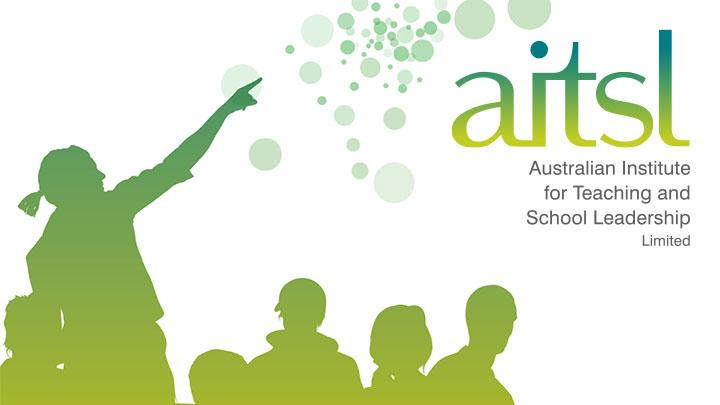 aitsl
Australian Institute
for Teaching and
School Leadership
Limited